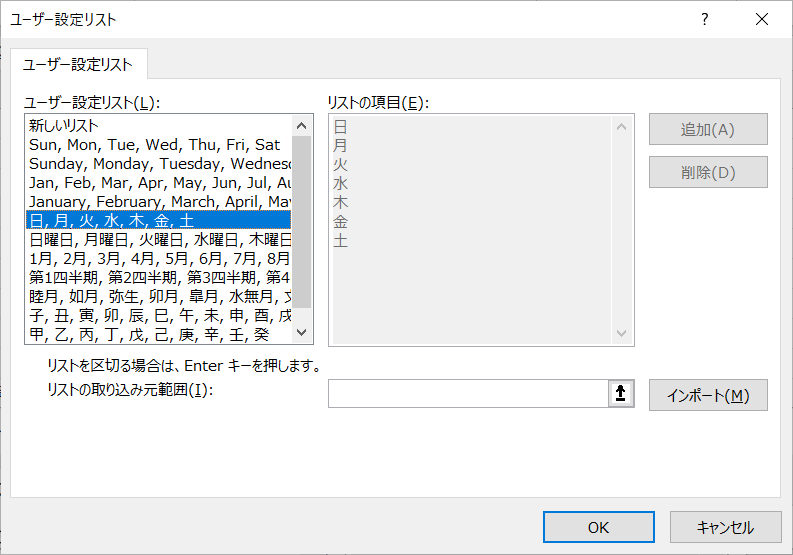 ユーザー設定リスト
ユーザー設定リスト
ユーザー設定リスト(L):
新しいリスト
Sun, Mon, Tue, Wed, Thu, Fri, Sat
Sunday, Monday, Tuesday, Wednesd
Jan, Feb, Mar, Apr, May, Jun, Jul, Au
January, February, March, April, May
日, 月, 火, 水, 木, 金, 土
日曜日, 月曜日, 火曜日, 水曜日, 木曜日
1月, 2月, 3月, 4月, 5月, 6月, 7月, 8月
第1四半期, 第2四半期, 第3四半期, 第4
睦月, 如月, 弥生, 卯月, 皐月, 水無月, 文
子, 丑, 寅, 卯, 辰, 巳, 午, 未, 申, 酉, 戌
甲, 乙, 丙, 丁, 戊, 己, 庚, 辛, 壬, 癸
リストの項目(E):
日
月
火
水
木
金
土
追加(A)
削除(D)
リストを区切る場合は、Enter キーを押します。
リストの取り込み元範囲(I):
インポート(M)
OK
キャンセル